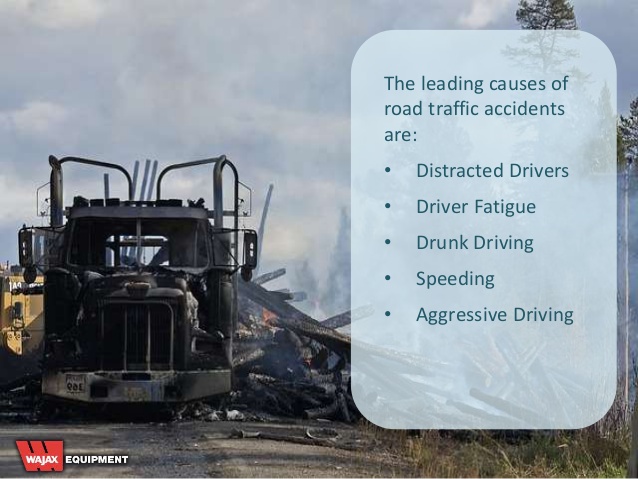 The leading causes of
road traffic accidents
are:
• Distracted Drivers
• Driver Fatigue
• Drunk Driving
• Speeding
• Aggressive Driving
WAJAX EQUIPMENT